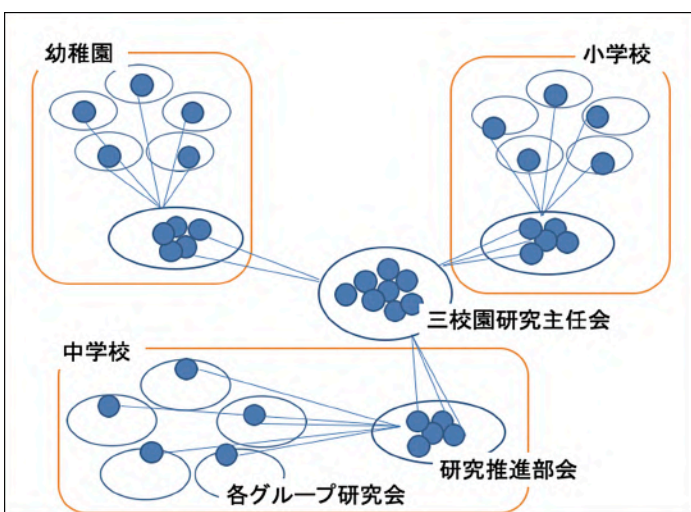 幼稚園
小学校
三校園研究主任会
中学校
研究推進部会
各グループ研究会